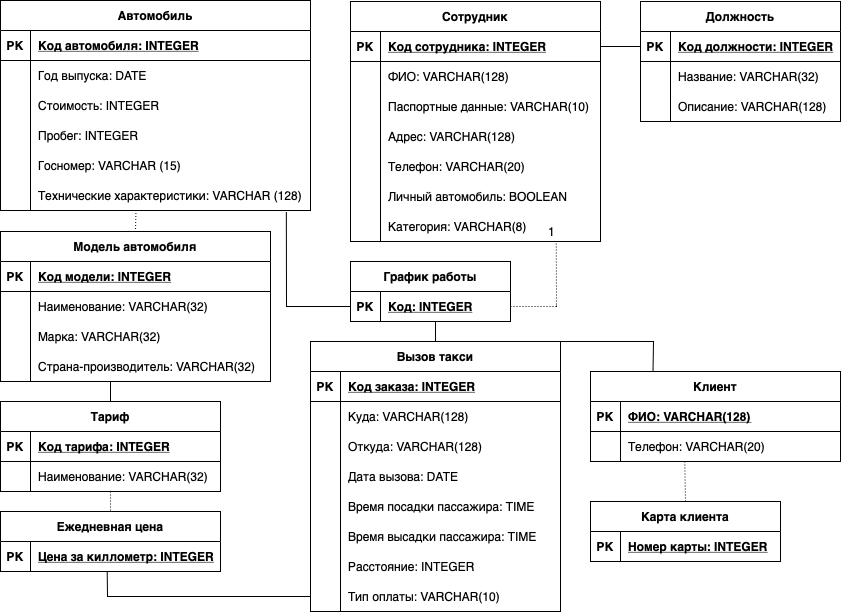 Автомобиль
PK Код автомобиля: INTEGER
Год выпуска: DATE
Стоимость: INTEGER
Пробег: INTEGER
Госномер: VARCHAR (15)
Технические характеристики: VARCHAR (128)
Сотрудник
PK Код сотрудника: INTEGER
ФИО: VARCHAR(128)
Паспортные данные: VARCHAR(10)
Адрес: VARCHAR(128)
Телефон: VARCHAR(20)
Личный автомобиль: BOOLEAN
Категория: VARCHAR(8)
1
Должность
PK Код должности: INTEGER
Название: VARCHAR(32)
Описание: VARCHAR(128)
Модель автомобиля
PK Код модели: INTEGER
Наименование: VARCHAR(32)
Марка: VARCHAR(32)
Страна-производитель: VARCHAR(32)
График работы
PK Код: INTEGER
Тариф
PK Код тарифа: INTEGER
Наименование: VARCHAR(32)
Ежедневная цена
PK Цена за киллометр: INTEGER
Вызов такси
PK Код заказа: INTEGER
Куда: VARCHAR(128)
Откуда: VARCHAR(128)
Дата вызова: DATE
Время посадки пассажира: TIME
Время высадки пассажира: TIME
Расстояние: INTEGER
Тип оплаты: VARCHAR(10)
Клиент
PK ФИО: VARCHAR(128)
Телефон: VARCHAR(20)
Карта клиента
PK Номер карты: INTEGER